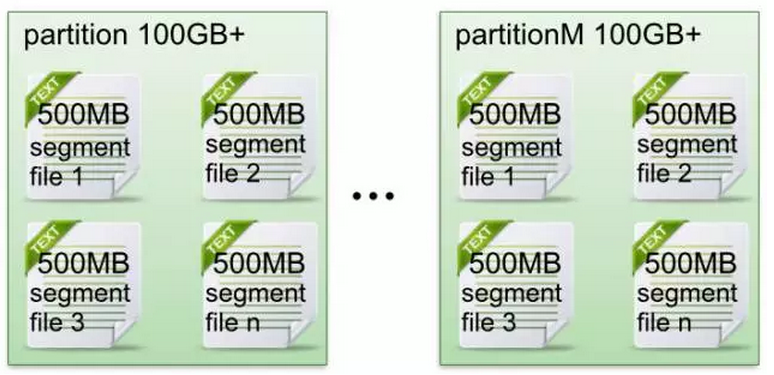 partition 100GB+
TEXT
500MB
segment
file 1
TEXT
500MB
segment
file 2
TEXT
500MB
segment
file 3
TEXT
500MB
segment
file n
...
partitionM 100GB+
TEXT
500MB
segment
file 1
TEXT
500MB
segment
file 2
TEXT
500MB
segment
file 3
TEXT
500MB
segment
file n